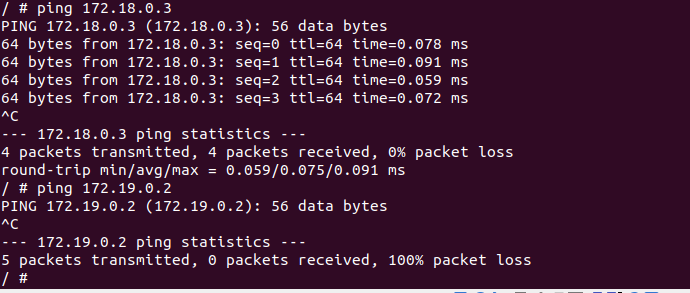 / # ping 172.18.0.3
PING 172.18.0.3 (172.18.0.3): 56 data bytes
64 bytes from 172.18.0.3: seq=0 ttl=64 time=0.078 ms
64 bytes from 172.18.0.3: seq=1 ttl=64 time=0.091 ms
64 bytes from 172.18.0.3: seq=2 ttl=64 time=0.059 ms
64 bytes from 172.18.0.3: seq=3 ttl=64 time=0.072 ms
^C
--- 172.18.0.3 ping statistics ---
4 packets transmitted, 4 packets received, 0% packet loss
round-trip min/avg/max = 0.059/0.075/0.091 ms
/ # ping 172.19.0.2
PING 172.19.0.2 (172.19.0.2): 56 data bytes
^C
--- 172.19.0.2 ping statistics ---
5 packets transmitted, 0 packets received, 100% packet loss
/ #